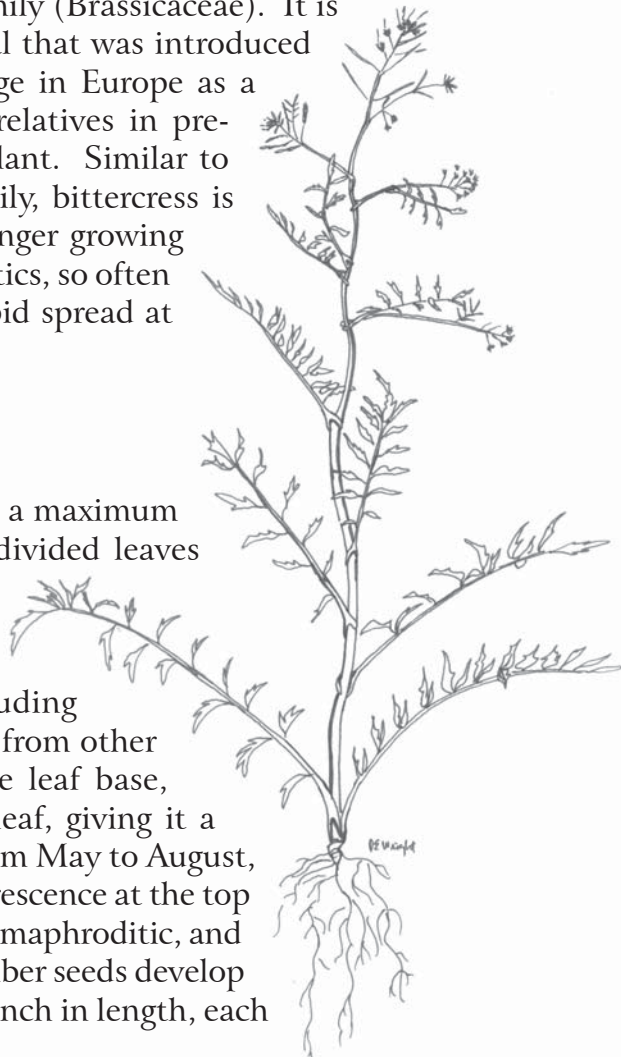 nily (Brassicaceae). It is
l that was introduced
ge in Europe as a
relatives in pre-
lant. Similar to
ily, bittercress is
nger growing
tics, so often
oid spread at
a maximum
divided leaves
uding
from other
e leaf base,
leaf, giving it a
m May to August,
rescence at the top
maphroditic, and
ber seeds develop
nch in length, each